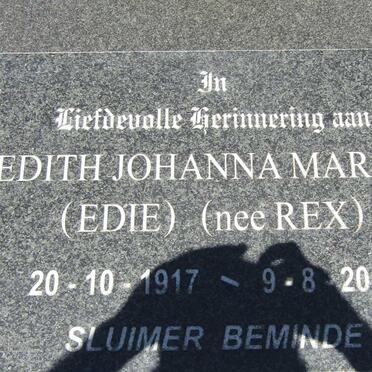 In
Liefdevolle Herinnering aan
EDITH JOHANNA MAR
(EDIE) (nee REX)
20 - 10 - 1917 ~ 9 - 8 - 20
SLUIMER BEMINDE